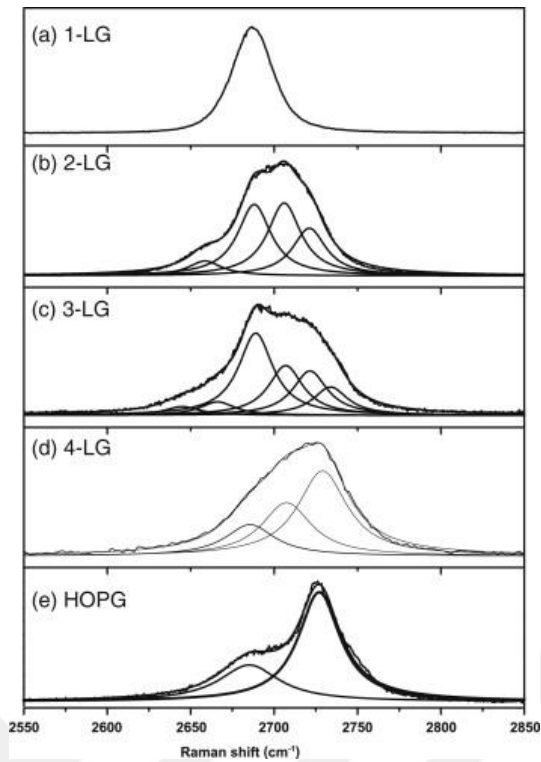 (a) 1-LG
(b) 2-LG
(c) 3-LG
(d) 4-LG
(e) HOPG
2550 2600 2650 2700 2750 2800 2850
Raman shift (cm⁻¹)